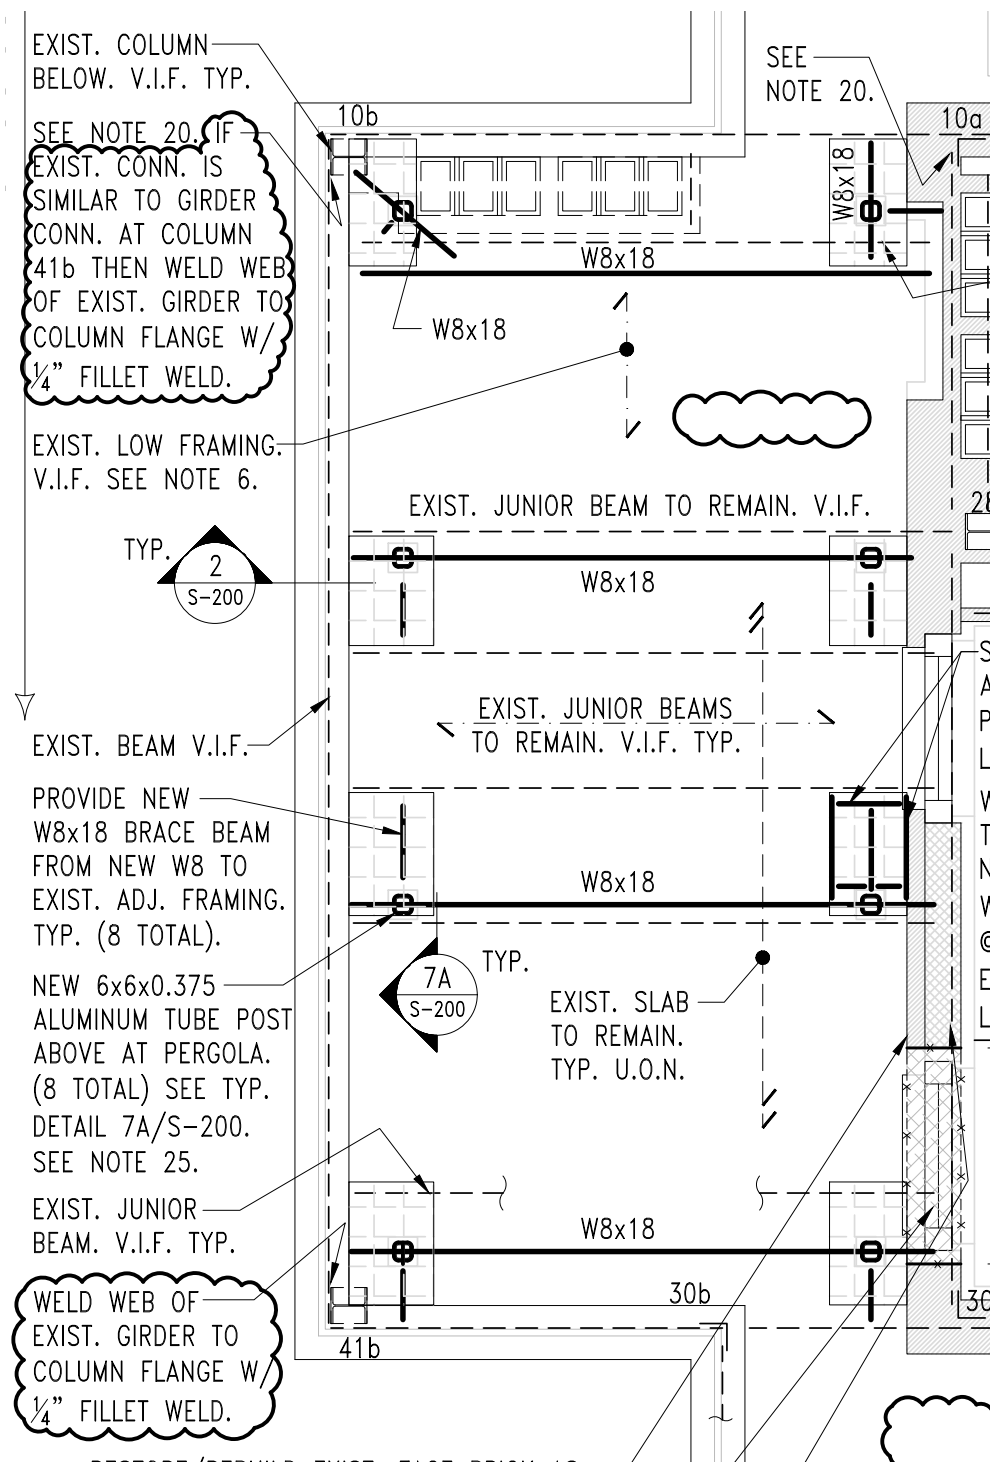 EXIST. COLUMN
BELOW. V.I.F. TYP.
SEE NOTE 20. IF
EXIST. CONN. IS
SIMILAR TO GIRDER
CONN. AT COLUMN
41b THEN WELD WEB
OF EXIST. GIRDER TO
COLUMN FLANGE W/
¼" FILLET WELD.
EXIST. LOW FRAMING.
V.I.F. SEE NOTE 6.
TYP.
2
S-200
EXIST. BEAM V.I.F.
PROVIDE NEW
W8x18 BRACE BEAM
FROM NEW W8 TO
EXIST. ADJ. FRAMING.
TYP. (8 TOTAL).
NEW 6x6x0.375
ALUMINUM TUBE POST
ABOVE AT PERGOLA.
(8 TOTAL) SEE TYP.
DETAIL 7A/S-200.
SEE NOTE 25.
EXIST. JUNIOR
BEAM. V.I.F. TYP.
WELD WEB OF
EXIST. GIRDER TO
COLUMN FLANGE W/
¼" FILLET WELD.
10b
SEE
NOTE 20.
10a
W8x18
W8x18
W8x18
EXIST. JUNIOR BEAM TO REMAIN. V.I.F.
W8x18
EXIST. JUNIOR BEAMS
TO REMAIN. V.I.F. TYP.
W8x18
7A
S-200
TYP.
EXIST. SLAB
TO REMAIN.
TYP. U.O.N.
W8x18
30b
41b
28
S
A
P
L
W
T
N
W
@
E
L
30